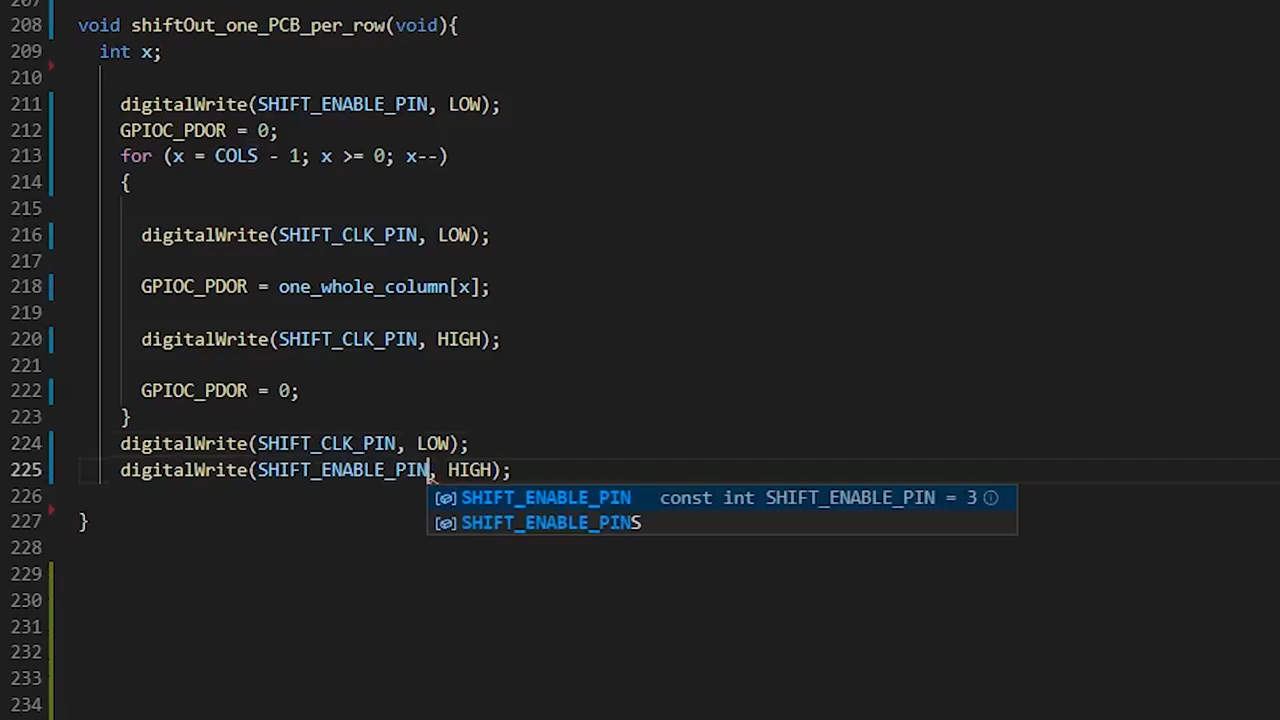 207
208 void shiftOut_one_PCB_per_row(void){
209 int x;
210
211 digitalWrite(SHIFT_ENABLE_PIN, LOW);
212 GPIOC_PDOR = 0;
213 for (x = COLS - 1; x >= 0; x--)
214 {
215
216 digitalWrite(SHIFT_CLK_PIN, LOW);
217
218 GPIOC_PDOR = one_whole_column[x];
219
220 digitalWrite(SHIFT_CLK_PIN, HIGH);
221
222 GPIOC_PDOR = 0;
223 }
224 digitalWrite(SHIFT_CLK_PIN, LOW);
225 digitalWrite(SHIFT_ENABLE_PIN, HIGH);
226 SHIFT_ENABLE_PIN const int SHIFT_ENABLE_PIN = 3
227 } SHIFT_ENABLE_PINS
228
229
230
231
232
233
234